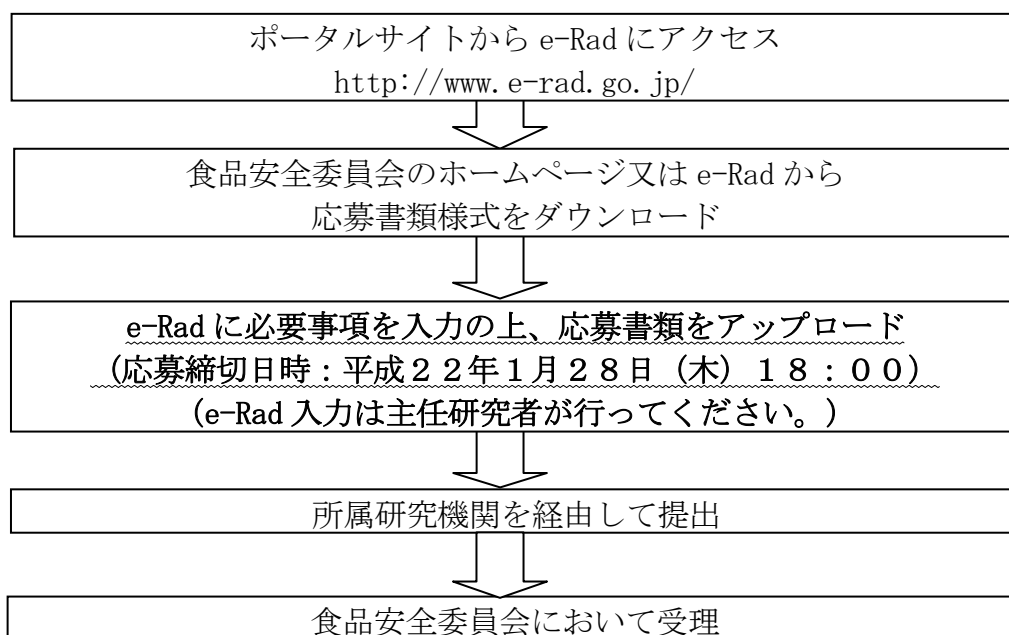 ポータルサイトから e-Rad にアクセス
http://www.e-rad.go.jp/
食品安全委員会のホームページ又は e-Rad から
応募書類様式をダウンロード
e-Rad に必要事項を入力の上、応募書類をアップロード
(応募締切日時：平成２２年１月２８日（木）１８：００)
(e-Rad 入力は主任研究者が行ってください。)
所属研究機関を経由して提出
食品安全委員会において受理